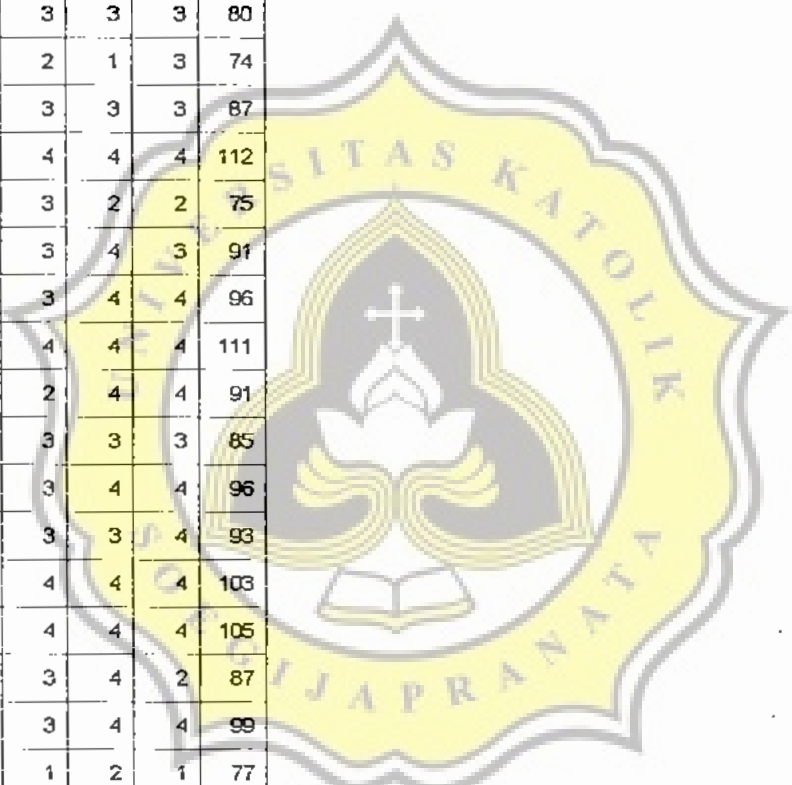 3 3 3 80
2 1 3 74
3 3 3 87
4 4 4 112
3 2 2 75
3 4 3 91
3 4 4 96
4 4 4 111
2 4 4 91
3 3 3 85
3 4 4 96
3 3 4 93
4 4 4 103
4 4 4 105
3 4 2 87
3 4 4 99
1 2 1 77
UNIVERSITAS KATOLIK
SOEGIJAPRANATA